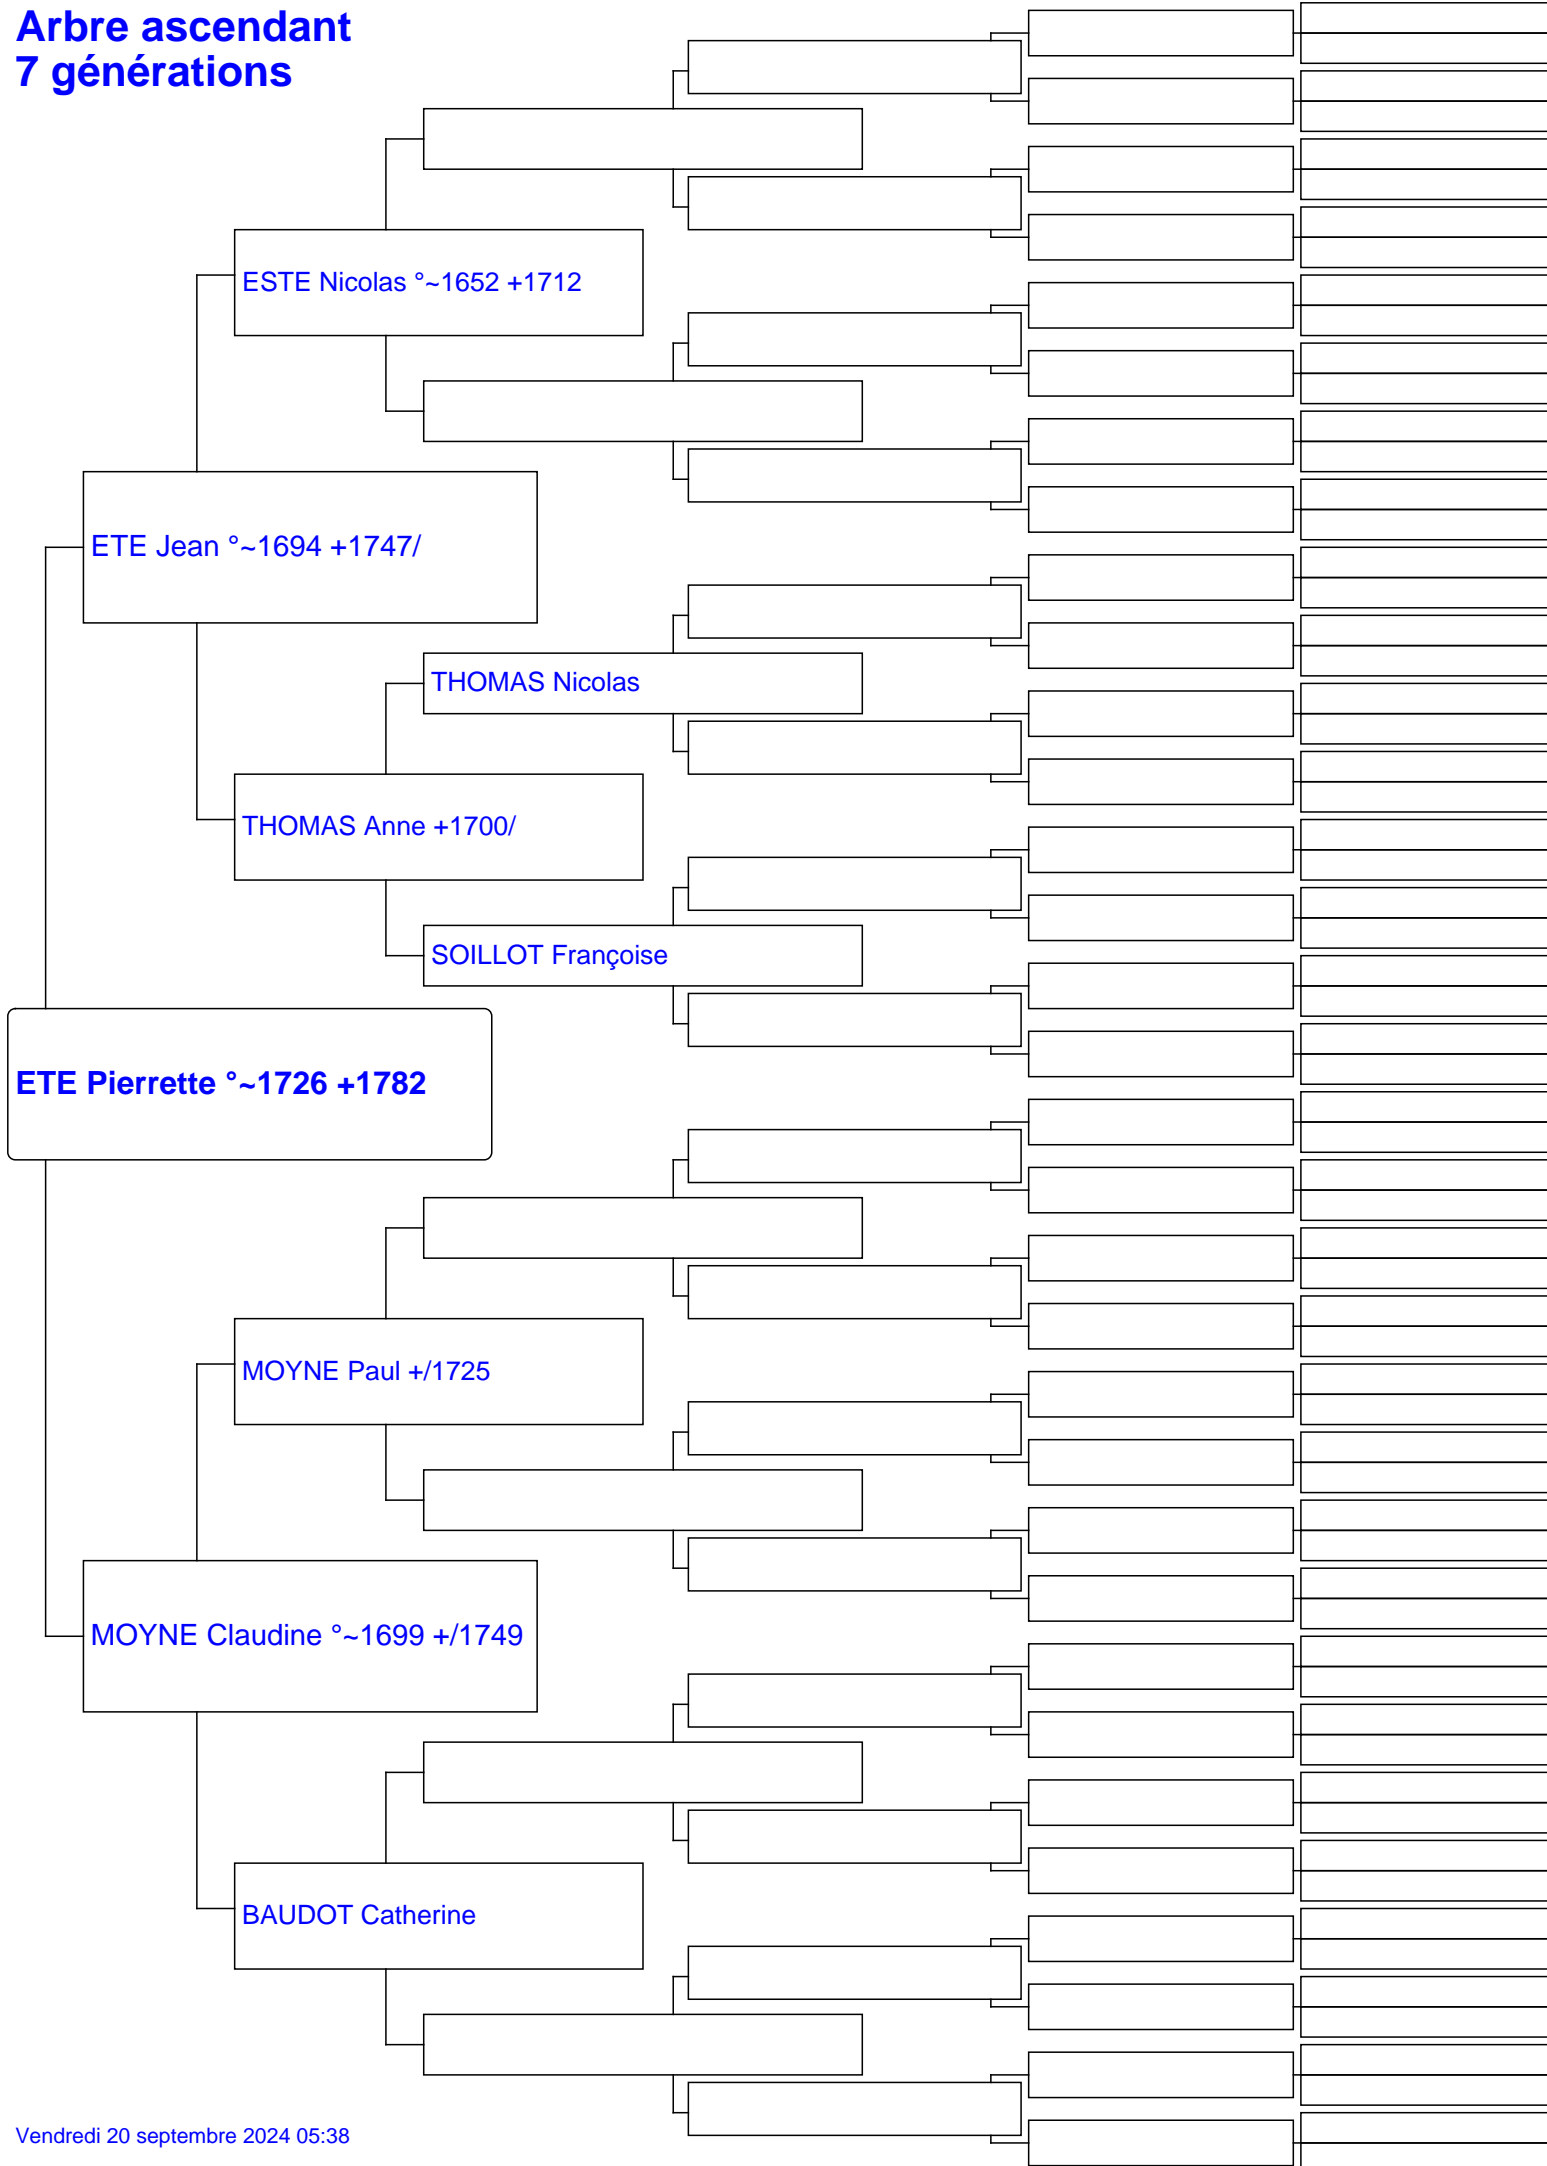 Arbre ascendant
7 générations
ESTE Nicolas °~1652 +1712
ETE Jean °~1694 +1747/
THOMAS Nicolas
THOMAS Anne +1700/
SOILLOT Françoise
ETE Pierrette °~1726 +1782
MOYNE Paul +/1725
MOYNE Claudine °~1699 +/1749
BAUDOT Catherine
Vendredi 20 septembre 2024 05:38